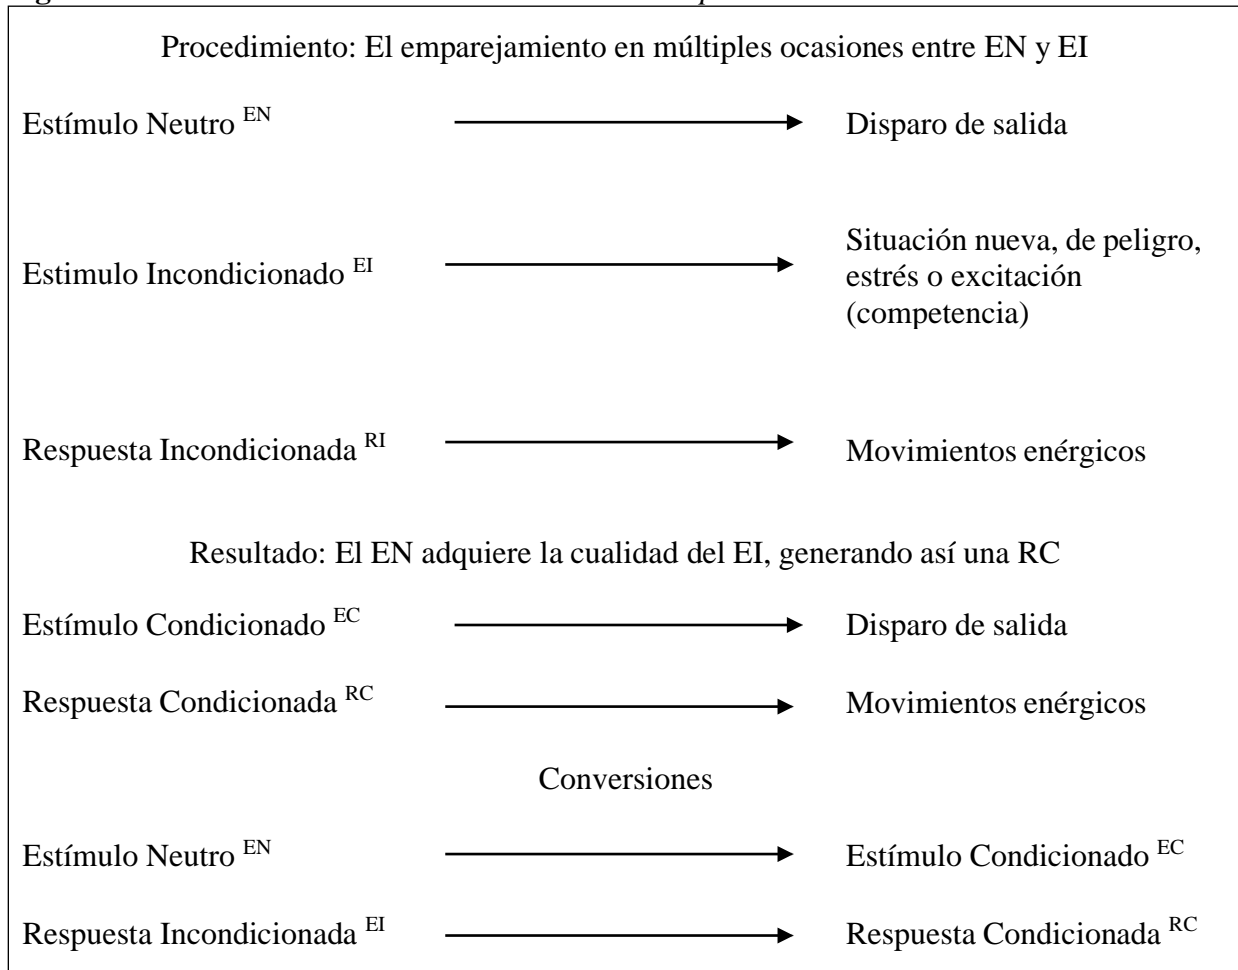 Procedimiento: El emparejamiento en múltiples ocasiones entre EN y EI
Estímulo Neutro EN Disparo de salida
Estimulo Incondicionado EI Situación nueva, de peligro,
estrés o excitación
(competencia)
Respuesta Incondicionada RI Movimientos enérgicos
Resultado: El EN adquiere la cualidad del EI, generando así una RC
Estímulo Condicionado EC Disparo de salida
Respuesta Condicionada RC Movimientos enérgicos
Conversiones
Estímulo Neutro EN Estímulo Condicionado EC
Respuesta Incondicionada EI Respuesta Condicionada RC